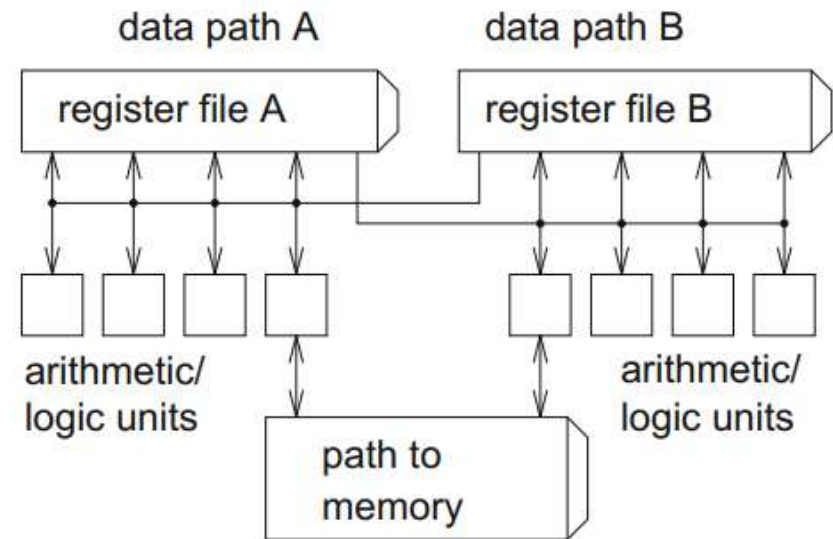 data path A
data path B
register file A
register file B
arithmetic/
logic units
arithmetic/
logic units
path to
memory